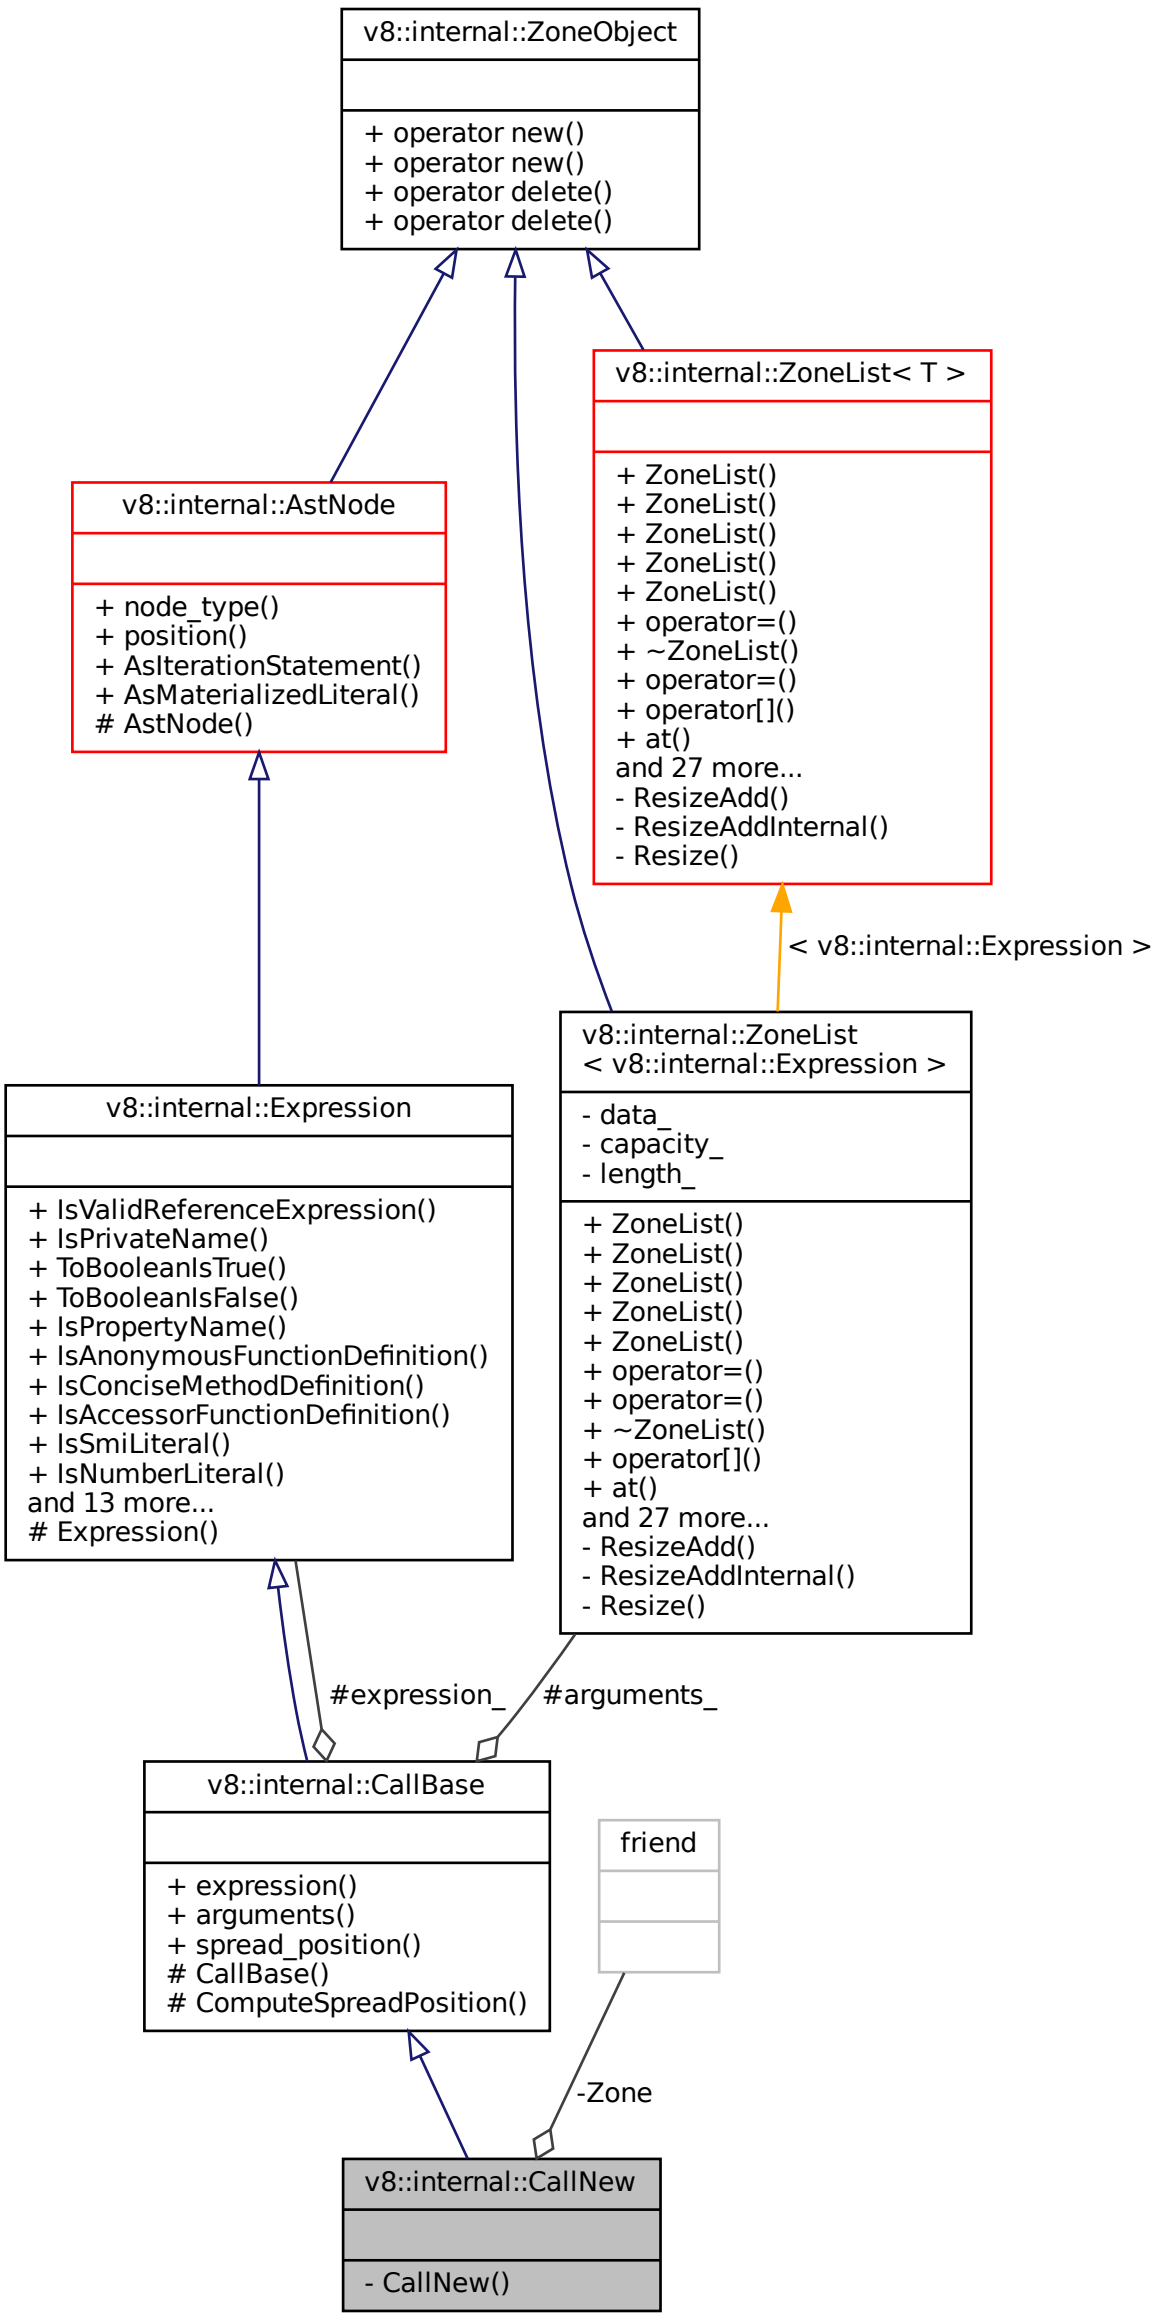 v8::internal::ZoneObject
+ operator new()
+ operator new()
+ operator delete()
+ operator delete()
v8::internal::ZoneList< T >
+ ZoneList()
+ ZoneList()
+ ZoneList()
+ ZoneList()
+ ZoneList()
+ operator=()
+ ~ZoneList()
+ operator=()
+ operator[]()
+ at()
and 27 more...
- ResizeAdd()
- ResizeAddInternal()
- Resize()
v8::internal::AstNode
+ node_type()
+ position()
+ AsIterationStatement()
+ AsMaterializedLiteral()
# AstNode()
< v8::internal::Expression >
v8::internal::ZoneList
< v8::internal::Expression >
- data_
- capacity_
- length_
+ ZoneList()
+ ZoneList()
+ ZoneList()
+ ZoneList()
+ ZoneList()
+ operator=()
+ operator=()
+ ~ZoneList()
+ operator[]()
+ at()
and 27 more...
- ResizeAdd()
- ResizeAddInternal()
- Resize()
v8::internal::Expression
+ IsValidReferenceExpression()
+ IsPrivateName()
+ ToBooleanIsTrue()
+ ToBooleanIsFalse()
+ IsPropertyName()
+ IsAnonymousFunctionDefinition()
+ IsConciseMethodDefinition()
+ IsAccessorFunctionDefinition()
+ IsSmiLiteral()
+ IsNumberLiteral()
and 13 more...
# Expression()
#expression_
#arguments_
v8::internal::CallBase
+ expression()
+ arguments()
+ spread_position()
# CallBase()
# ComputeSpreadPosition()
friend
-Zone
v8::internal::CallNew
- CallNew()